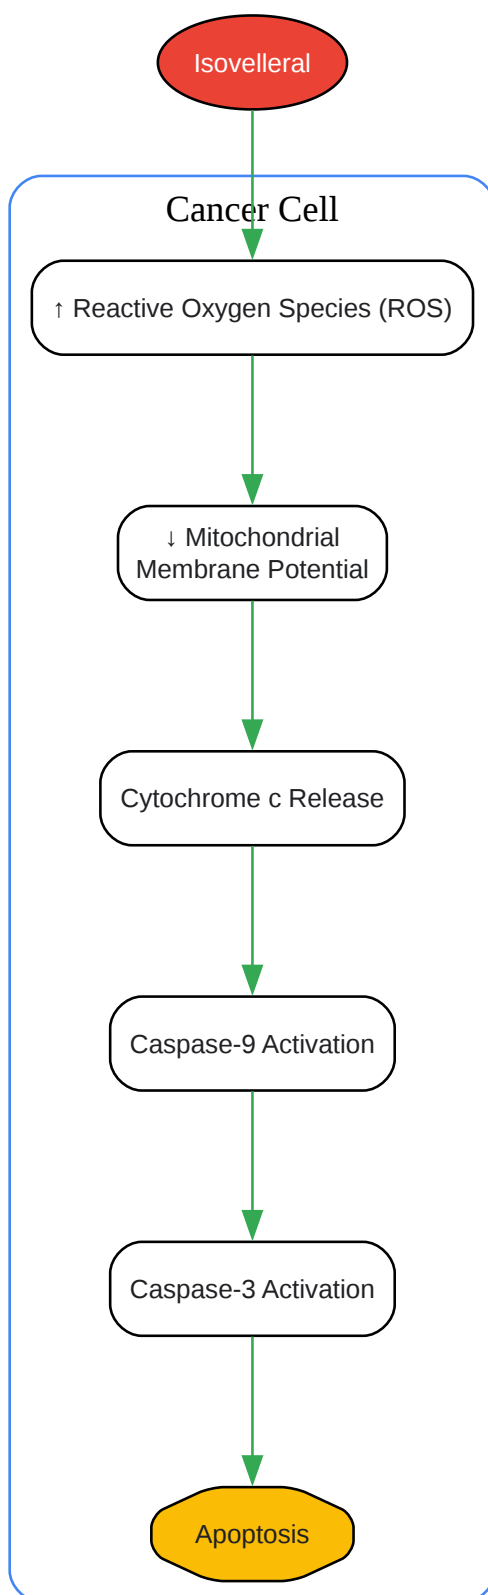 Isovelleral
Cancer Cell
↑ Reactive Oxygen Species (ROS)
↓ Mitochondrial
Membrane Potential
Cytochrome c Release
Caspase-9 Activation
Caspase-3 Activation
Apoptosis